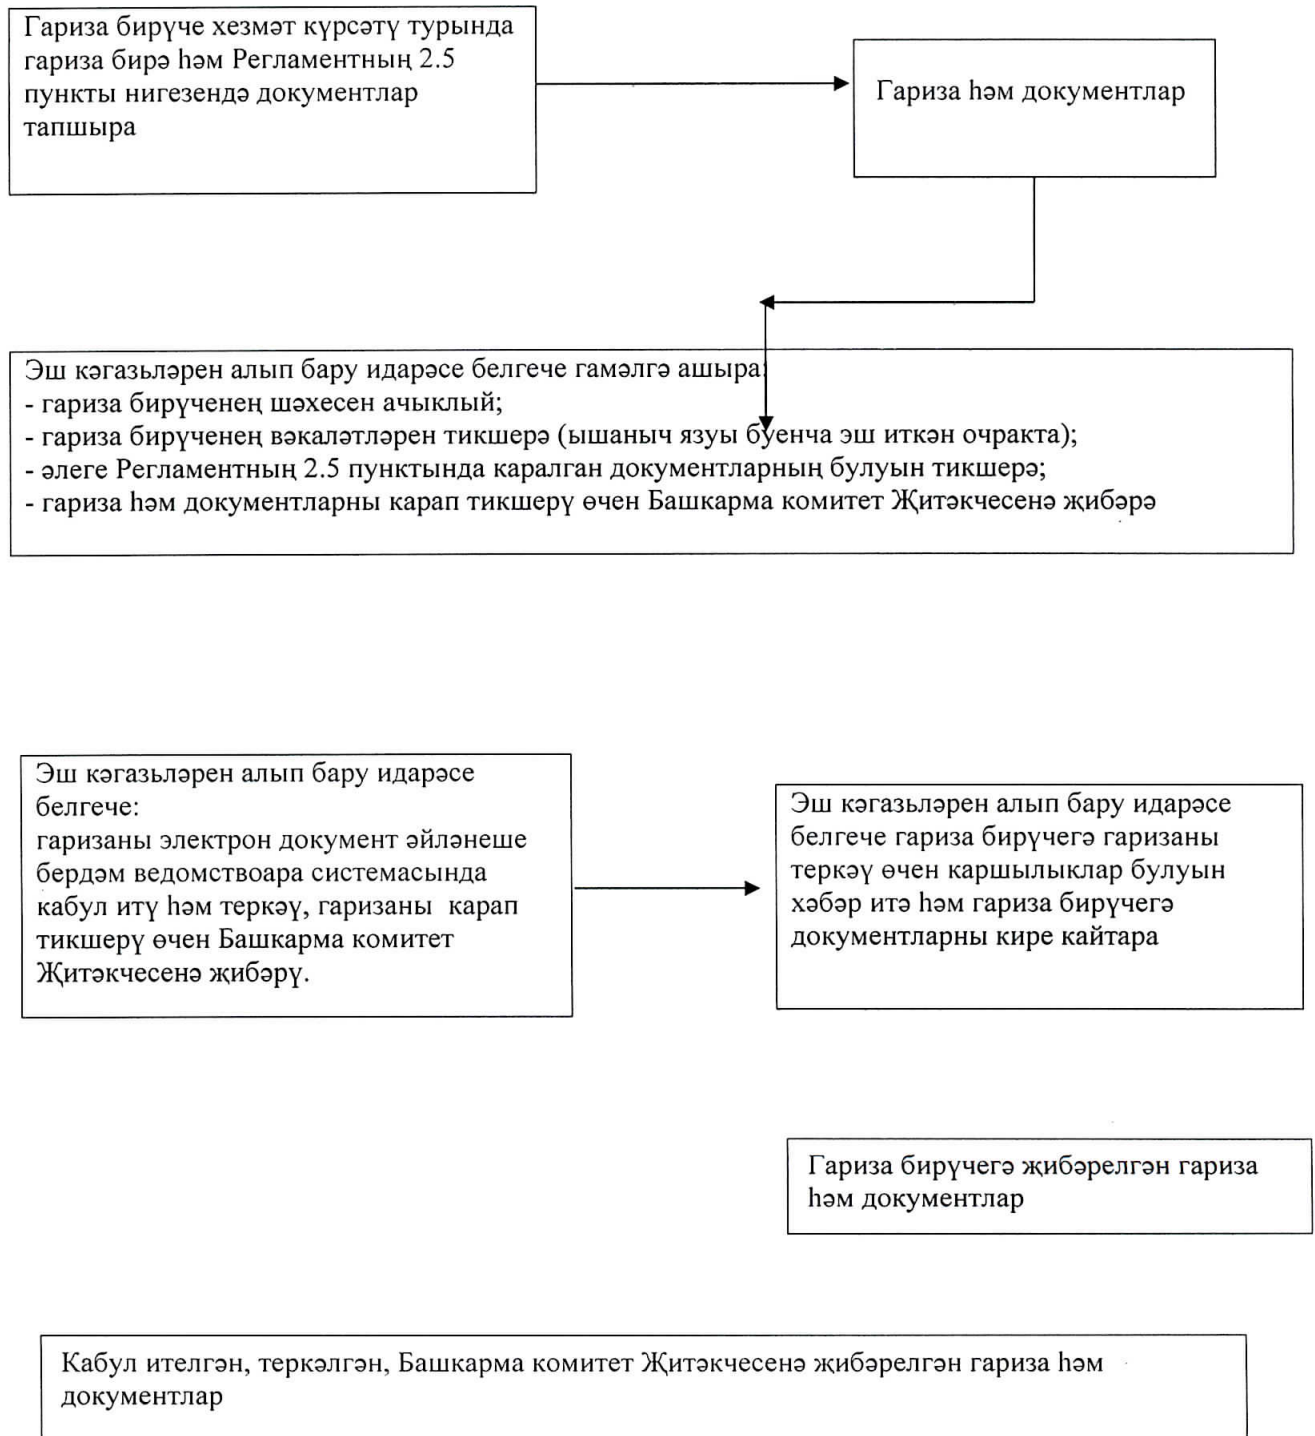 Гариза бирүче хезмәт күрсәтү турында
гариза бирә һәм Регламентның 2.5
пункты нигезендә документлар
тапшыра
Гариза һәм документлар
Эш кәгазьләрен алып бару идарәсе белгече гамәлгә ашыра:
- гариза бирүченең шәхесен ачыклый;
- гариза бирүченең вәкаләтләрен тикшерә (ышаныч язуы буенча эш иткән очракта);
- әлеге Регламентның 2.5 пунктында каралган документларның булуын тикшерә;
- гариза һәм документларны карап тикшерү өчен Башкарма комитет Җитәкчесенә җибәрә
Эш кәгазьләрен алып бару идарәсе
белгече:
гаризаны электрон документ әйләнеше
бердәм ведомствоара системасында
кабул итү һәм теркәү, гаризаны карап
тикшерү өчен Башкарма комитет
Җитәкчесенә җибәрү.
Эш кәгазьләрен алып бару идарәсе
белгече гариза бирүчегә гаризаны
теркәү өчен каршылыклар булуын
хәбәр итә һәм гариза бирүчегә
документларны кире кайтара
Гариза бирүчегә җибәрелгән гариза
һәм документлар
Кабул ителгән, теркәлгән, Башкарма комитет Җитәкчесенә җибәрелгән гариза һәм
документлар